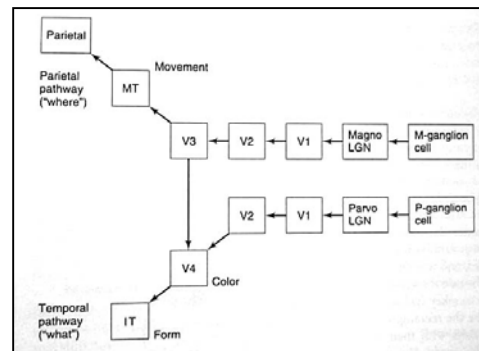 Parietal
Movement
Parietal
pathway
("where")
MT
V3
V2
V1
Magno
LGN
M-ganglion
cell
V2
V1
Parvo
LGN
P-ganglion
cell
V4
Color
Temporal
pathway
("what")
IT
Form